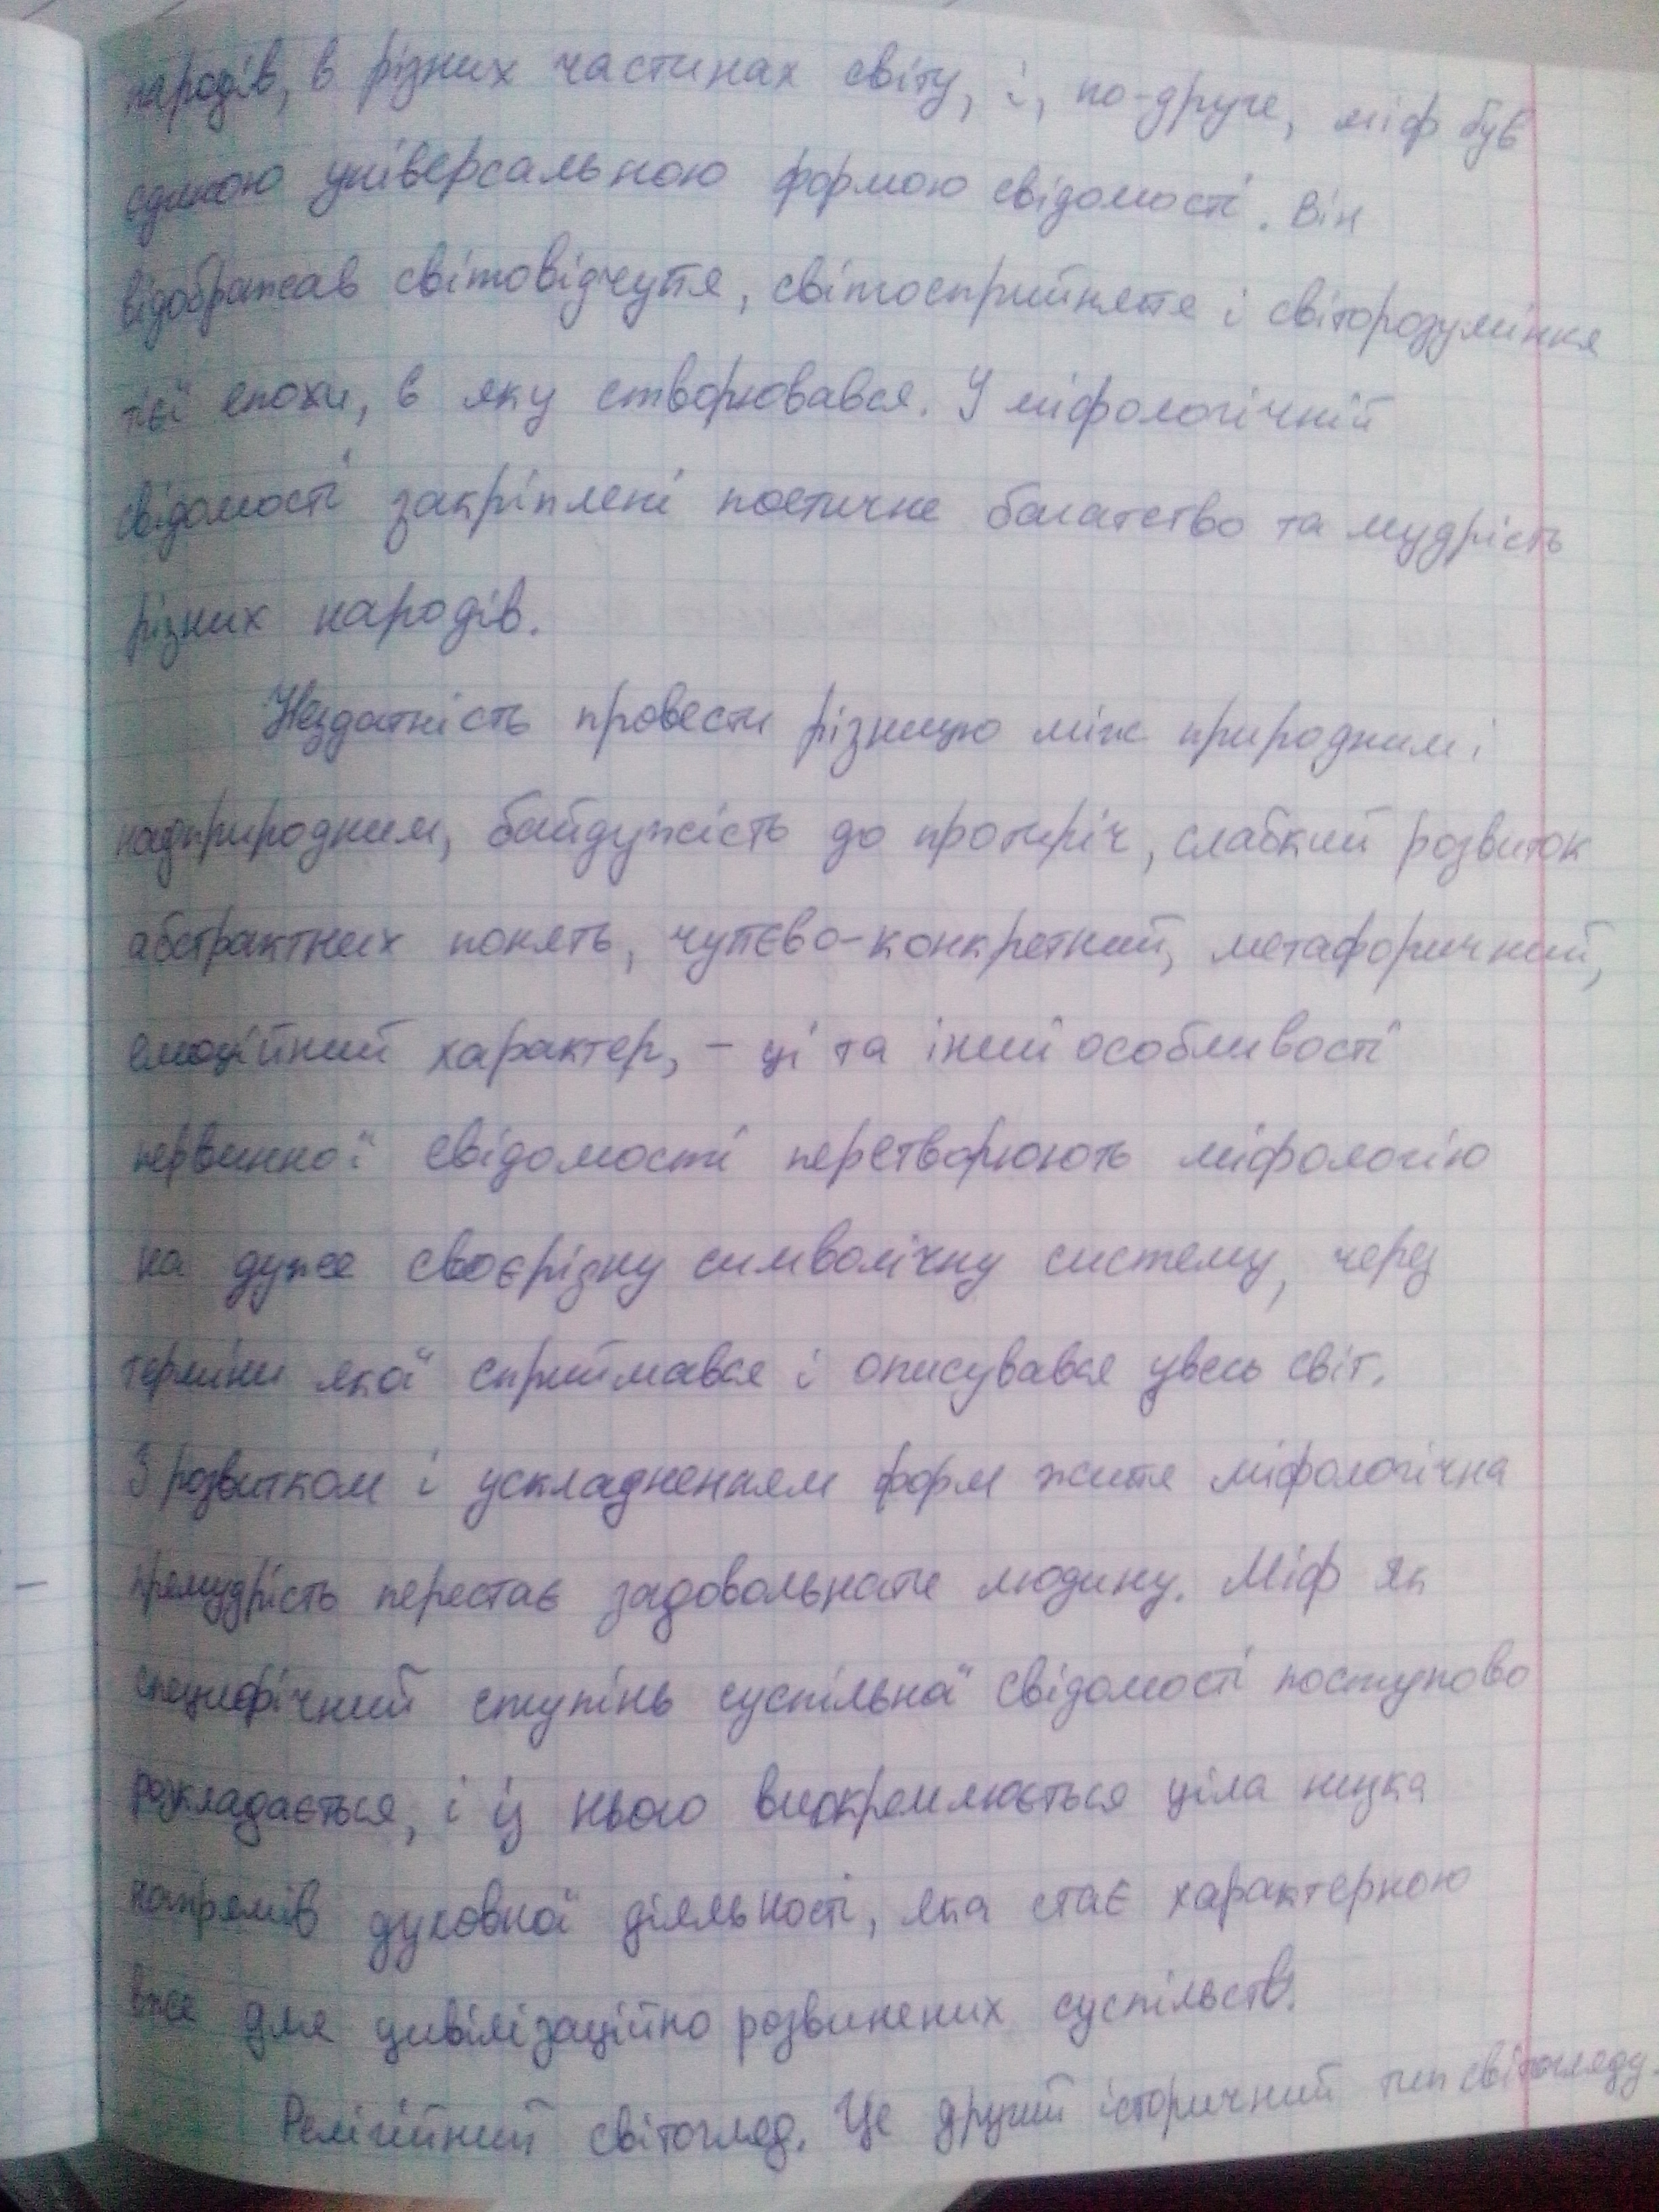 народів, в різних частинах світу, і, по-друге, міф був
єдиною універсальною формою свідомості. Він
відображав світовідчуття, світосприйняття і світорозуміння
тієї епохи, в яку створювався. У міфологічній
свідомості закріплені поетичне багатство та мудрість
різних народів.
Нездатність провести різницю між природним і
надприродним, байдужість до протиріч, слабкий розвиток
абстрактних понять, чуттєво-конкретний, метафоричний,
емоційний характер, – ці та інші особливості
первинної свідомості перетворюють міфологію
на дуже своєрізну символічну систему, через
терміни якої сприймався і описувався увесь світ.
З розвитком і ускладненням форм життя міфологічна
премудрість перестає задовольняти людину. Міф як
специфічний ступінь суспільної свідомості поступово
розкладається, і із нього виокремлюється ціла низка
напрямів духовної діяльності, яка стає характерною
вже для цивілізаційно розвинених суспільств.
Релігійний світогляд. Це другий історичний тип світогляду.